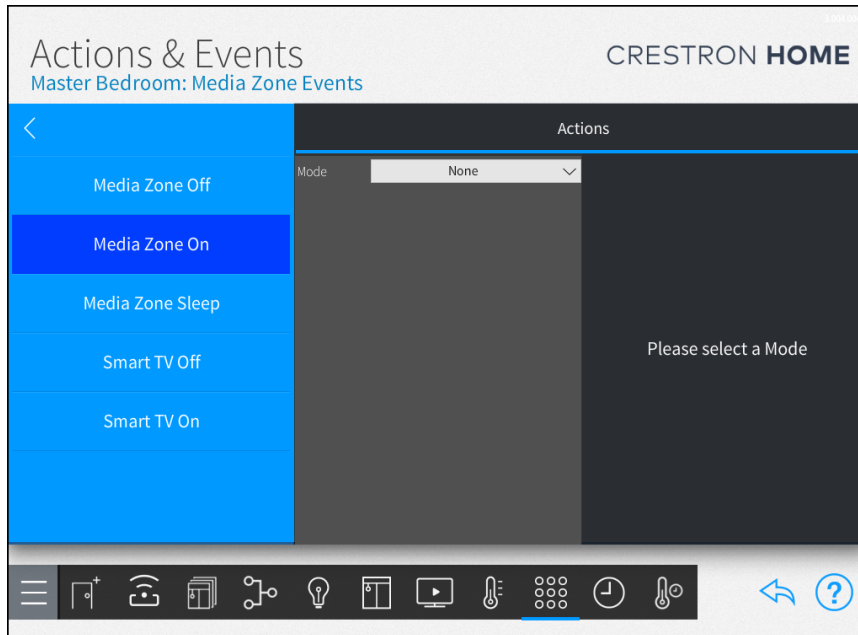 Actions & Events
CRESTRON HOME
Master Bedroom: Media Zone Events
Actions
Mode
None
Media Zone Off
Media Zone On
Media Zone Sleep
Please select a Mode
Smart TV Off
Smart TV On
?